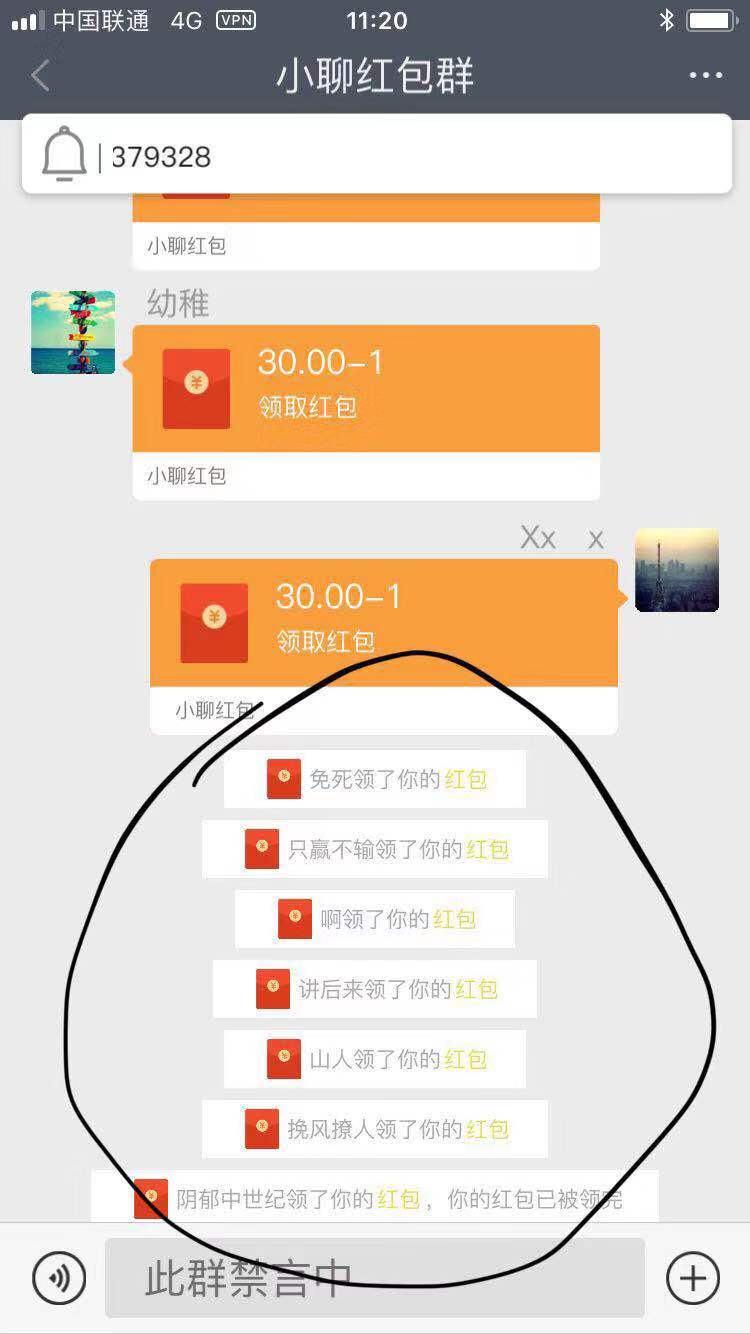 中国联通 4G VPN 11:20
小聊红包群
379328
小聊红包
幼稚
30.00-1
领取红包
小聊红包
Xx x
30.00-1
领取红包
小聊红包
免死领了你的红包
只赢不输领了你的红包
啊领了你的红包
讲后来领了你的红包
山人领了你的红包
挽风撩人领了你的红包
阴郁中世纪领了你的红包，你的红包已被领完
此群禁言中